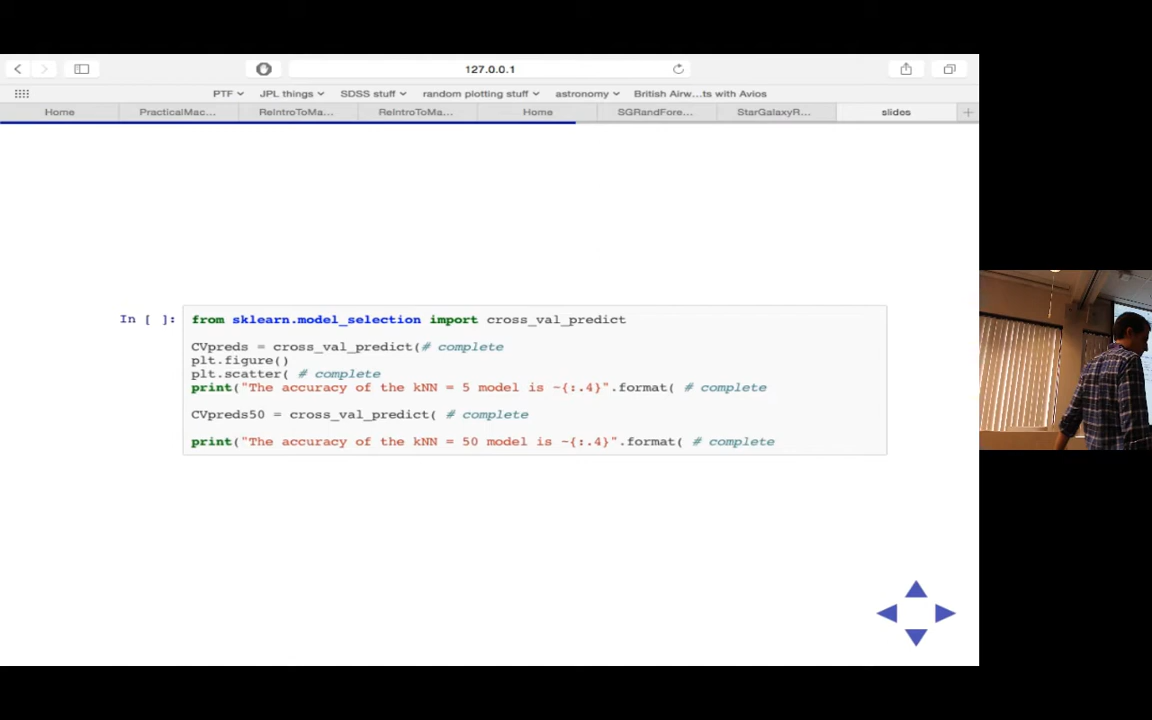 127.0.0.1
PTF JPL things SDSS stuff random plotting stuff astronomy British Airw...ts with Avios
Home PracticalMac... ReIntroToMa... ReIntroToMa... Home SGRandFore... StarGalaxyR... slides
In [ ]: from sklearn.model_selection import cross_val_predict
CVpreds = cross_val_predict(# complete
plt.figure()
plt.scatter( # complete
print("The accuracy of the kNN = 5 model is ~{:.4}".format( # complete
CVpreds50 = cross_val_predict( # complete
print("The accuracy of the kNN = 50 model is ~{:.4}".format( # complete